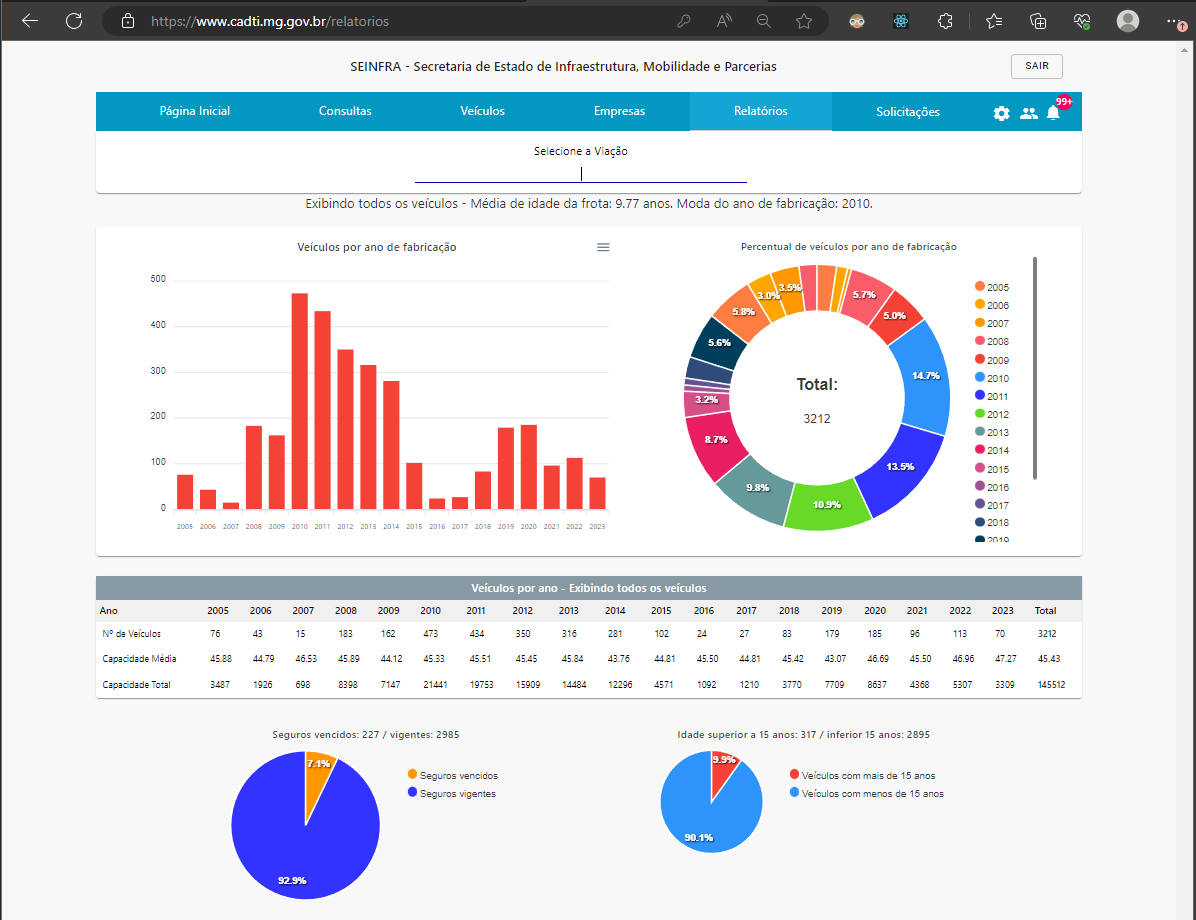 https://www.cadti.mg.gov.br/relatorios
SEINFRA - Secretaria de Estado de Infraestrutura, Mobilidade e Parcerias
SAIR
Página Inicial Consultas Veículos Empresas Relatórios Solicitações 99+
Selecione a Viação
Exibindo todos os veículos - Média de idade da frota: 9.77 anos. Moda do ano de fabricação: 2010.
Veículos por ano de fabricação
500
400
300
200
100
0
2005 2006 2007 2008 2009 2010 2011 2012 2013 2014 2015 2016 2017 2018 2019 2020 2021 2022 2023
Percentual de veículos por ano de fabricação
5.7%
5.0%
14.7%
13.5%
10.9%
9.8%
8.7%
3.2%
5.6%
5.8%
3.0%
3.5%
Total:
3212
2005
2006
2007
2008
2009
2010
2011
2012
2013
2014
2015
2016
2017
2018
2019
Veículos por ano - Exibindo todos os veículos
Ano 2005 2006 2007 2008 2009 2010 2011 2012 2013 2014 2015 2016 2017 2018 2019 2020 2021 2022 2023 Total
Nº de Veículos 76 43 15 183 162 473 434 350 316 281 102 24 27 83 179 185 96 113 70 3212
Capacidade Média 45.88 44.79 46.53 45.89 44.12 45.33 45.51 45.45 45.84 43.76 44.81 45.50 44.81 45.42 43.07 46.69 45.50 46.96 47.27 45.43
Capacidade Total 3487 1926 698 8398 7147 21441 19753 15909 14484 12296 4571 1092 1210 3770 7709 8637 4368 5307 3309 145512
Seguros vencidos: 227 / vigentes: 2985
7.1%
92.9%
Seguros vencidos
Seguros vigentes
Idade superior a 15 anos: 317 / inferior 15 anos: 2895
9.9%
90.1%
Veículos com mais de 15 anos
Veículos com menos de 15 anos